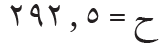 ح = ٢٩٢,٥